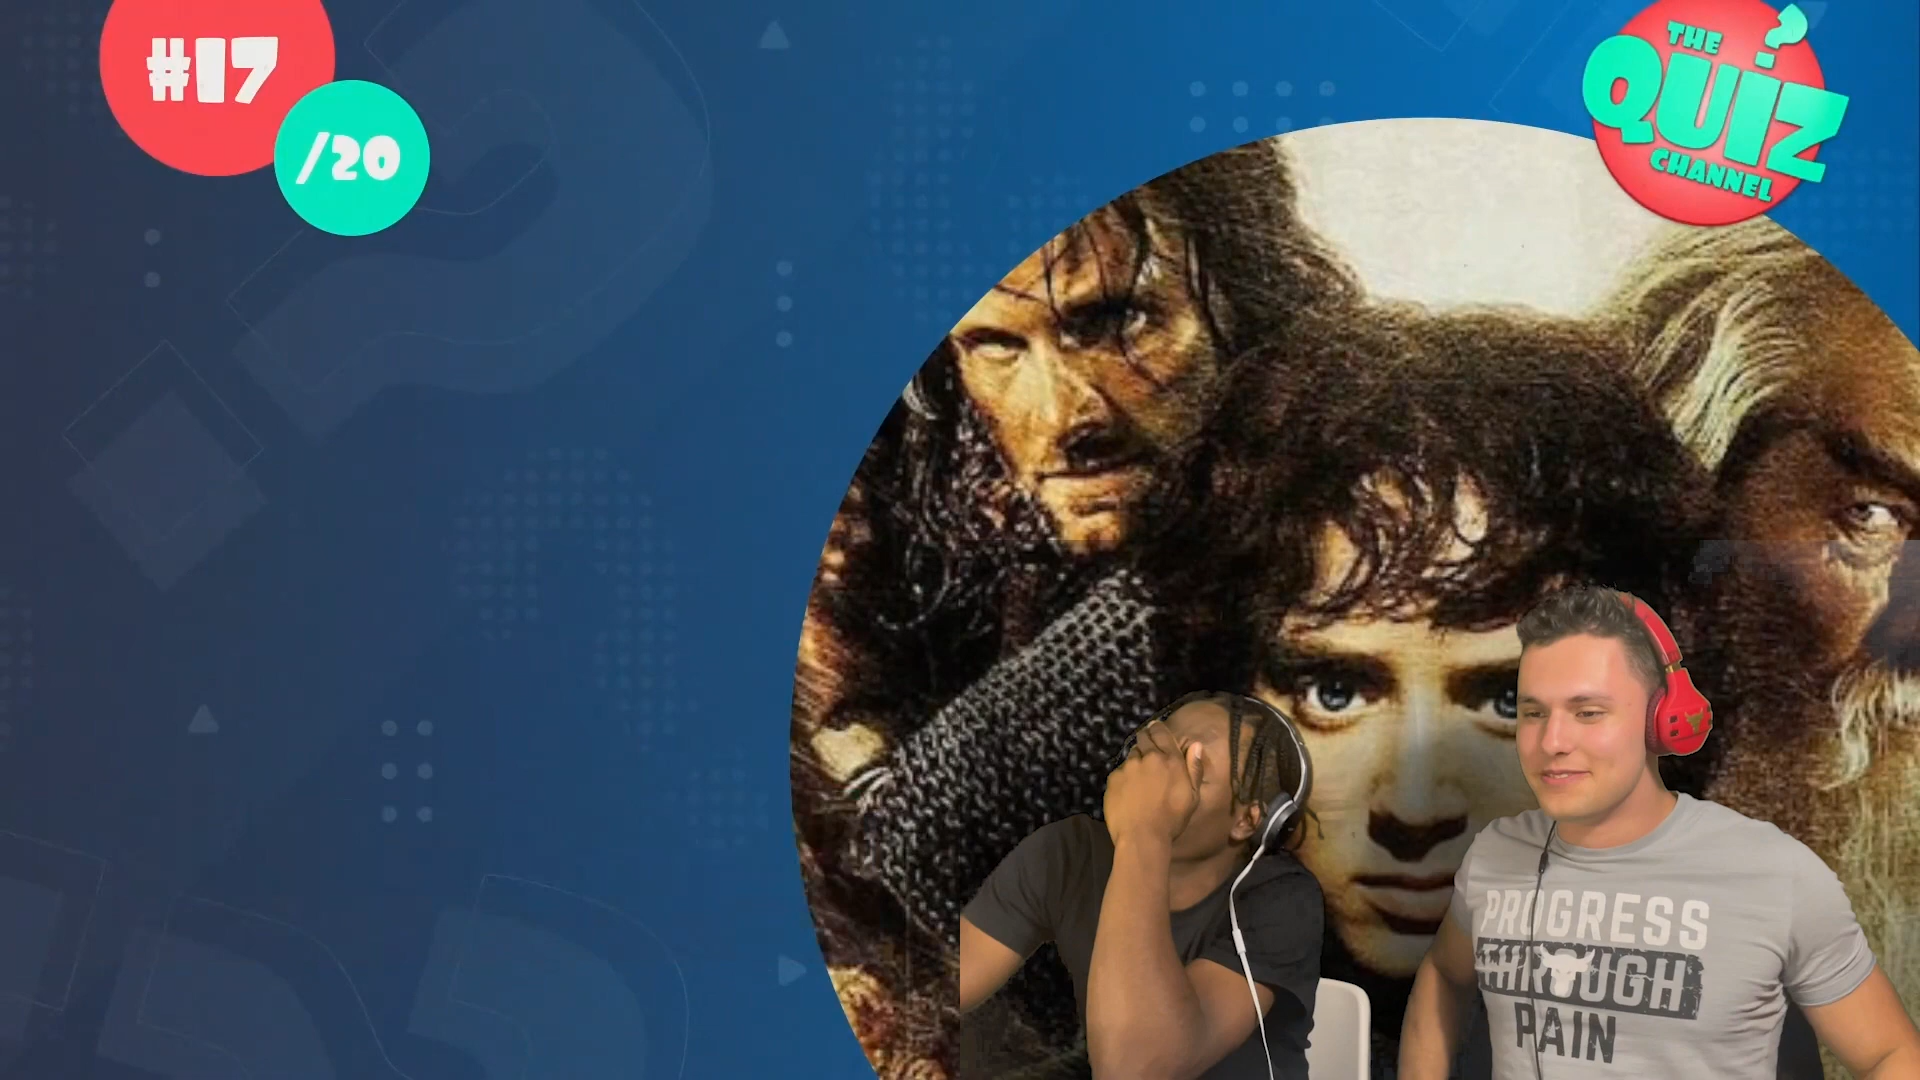 #17
/20
THE
QUIZ
CHANNEL
?
PROGRESS
THROUGH
PAIN